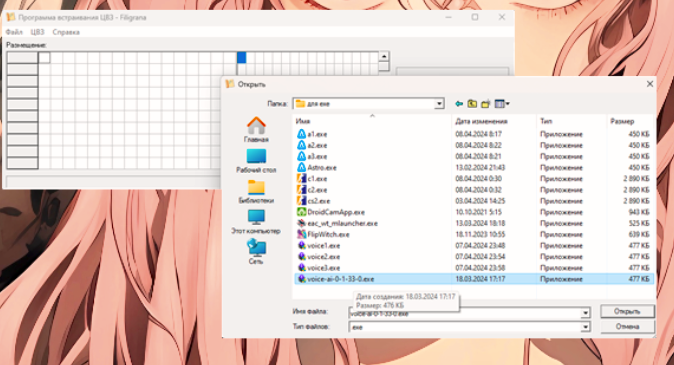 Программа встраивания ЦВЗ - Filigrana
Файл ЦВЗ Справка
Размещение:
Открыть
Папка: для exe
Имя Дата изменения Тип Размер
a1.exe 08.04.2024 8:17 Приложение 450 КБ
a2.exe 08.04.2024 8:22 Приложение 450 КБ
a3.exe 08.04.2024 8:21 Приложение 450 КБ
Astro.exe 13.02.2024 21:43 Приложение 450 КБ
c1.exe 08.04.2024 0:30 Приложение 2 890 КБ
c2.exe 08.04.2024 0:32 Приложение 2 890 КБ
cs2.exe 03.04.2024 14:25 Приложение 2 890 КБ
DroidCamApp.exe 10.10.2021 5:15 Приложение 943 КБ
eac_wt_mlauncher.exe 13.03.2024 18:18 Приложение 525 КБ
FlipWitch.exe 18.11.2023 10:55 Приложение 639 КБ
voice1.exe 07.04.2024 23:48 Приложение 477 КБ
voice2.exe 07.04.2024 23:54 Приложение 477 КБ
voice3.exe 07.04.2024 23:58 Приложение 477 КБ
voice-ai-0-1-33-0.exe 18.03.2024 17:17 Приложение 477 КБ
Главная
Рабочий стол
Библиотеки
Этот компьютер
Сеть
Дата создания: 18.03.2024 17:17
Размер: 476 КБ
Имя файла: voice-ai-0-1-33-0.exe Открыть
Тип файлов: .exe Отмена